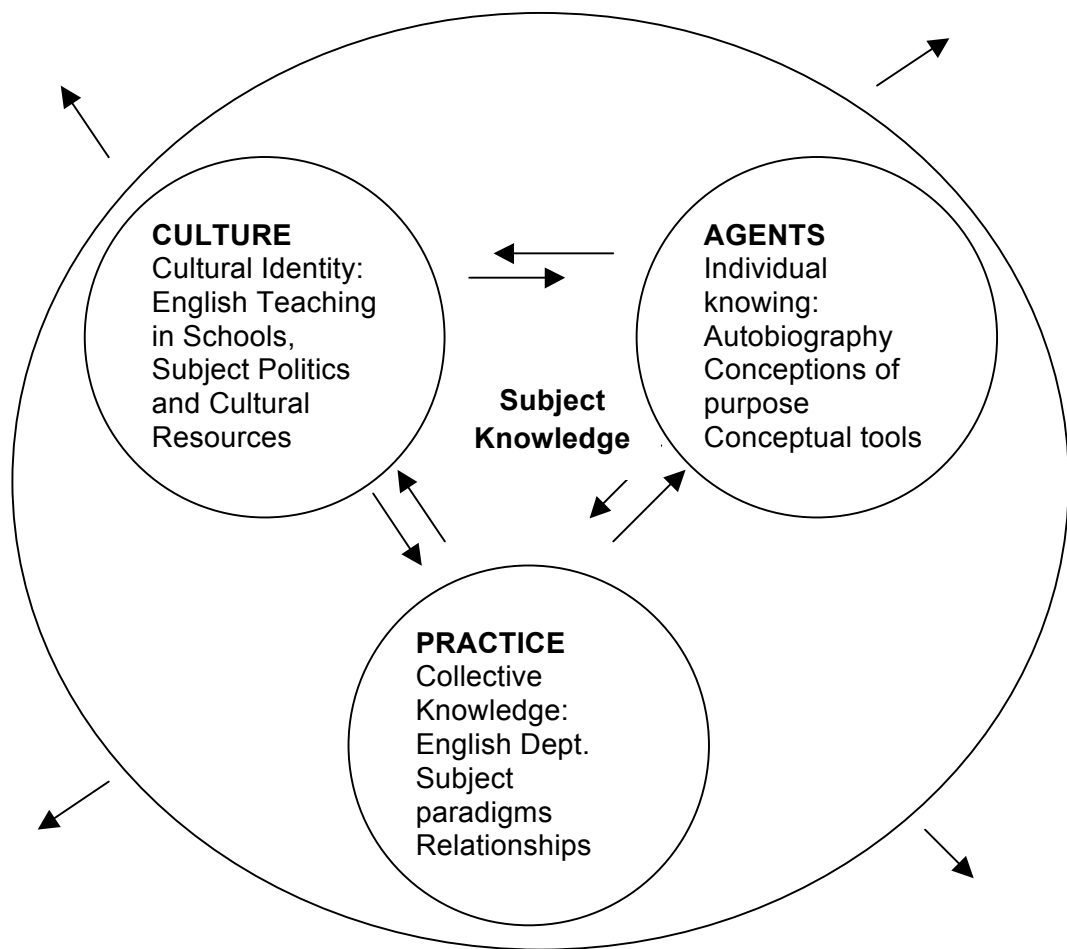 CULTURE
Cultural Identity:
English Teaching
in Schools,
Subject Politics
and Cultural
Resources
AGENTS
Individual
knowing:
Autobiography
Conceptions of
purpose
Conceptual tools
Subject
Knowledge
PRACTICE
Collective
Knowledge:
English Dept.
Subject
paradigms
Relationships